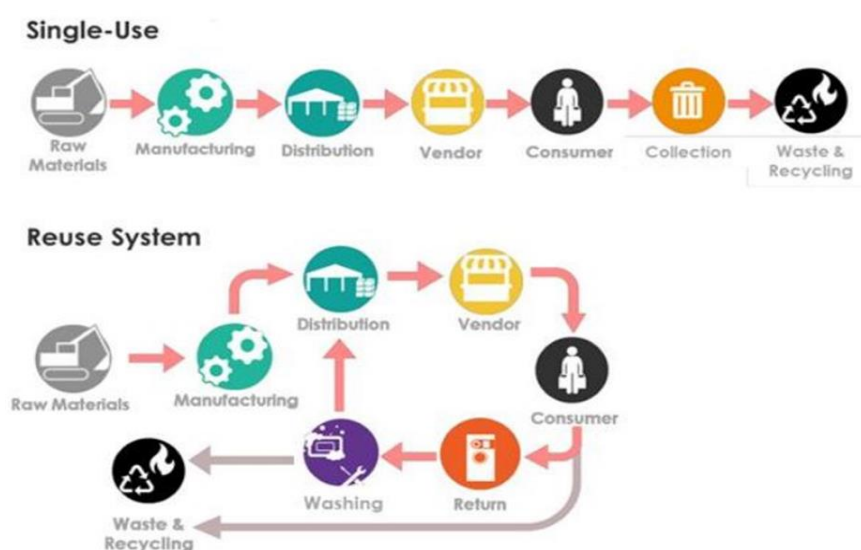 Single-Use
Raw
Materials
Manufacturing
Distribution
Vendor
Consumer
Collection
Waste &
Recycling
Reuse System
Distribution
Vendor
Raw Materials
Manufacturing
Consumer
Washing
Return
Waste &
Recycling